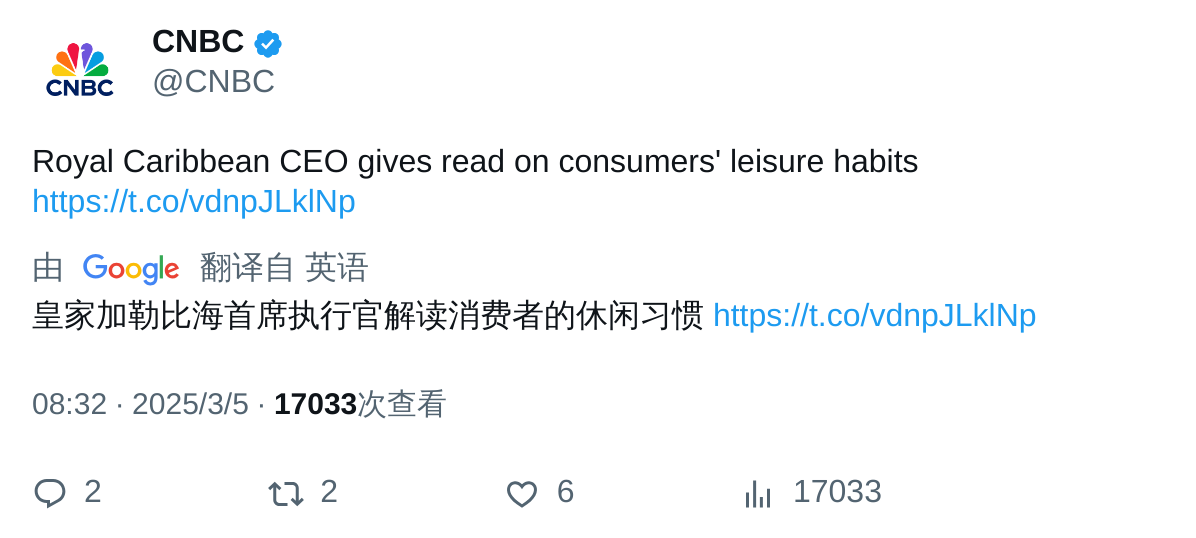 CNBC
CNBC
@CNBC
Royal Caribbean CEO gives read on consumers' leisure habits
https://t.co/vdnpJLklNp
由 Google 翻译自 英语
皇家加勒比海首席执行官解读消费者的休闲习惯 https://t.co/vdnpJLklNp
08:32 · 2025/3/5 · 17033次查看
2 2 6 17033